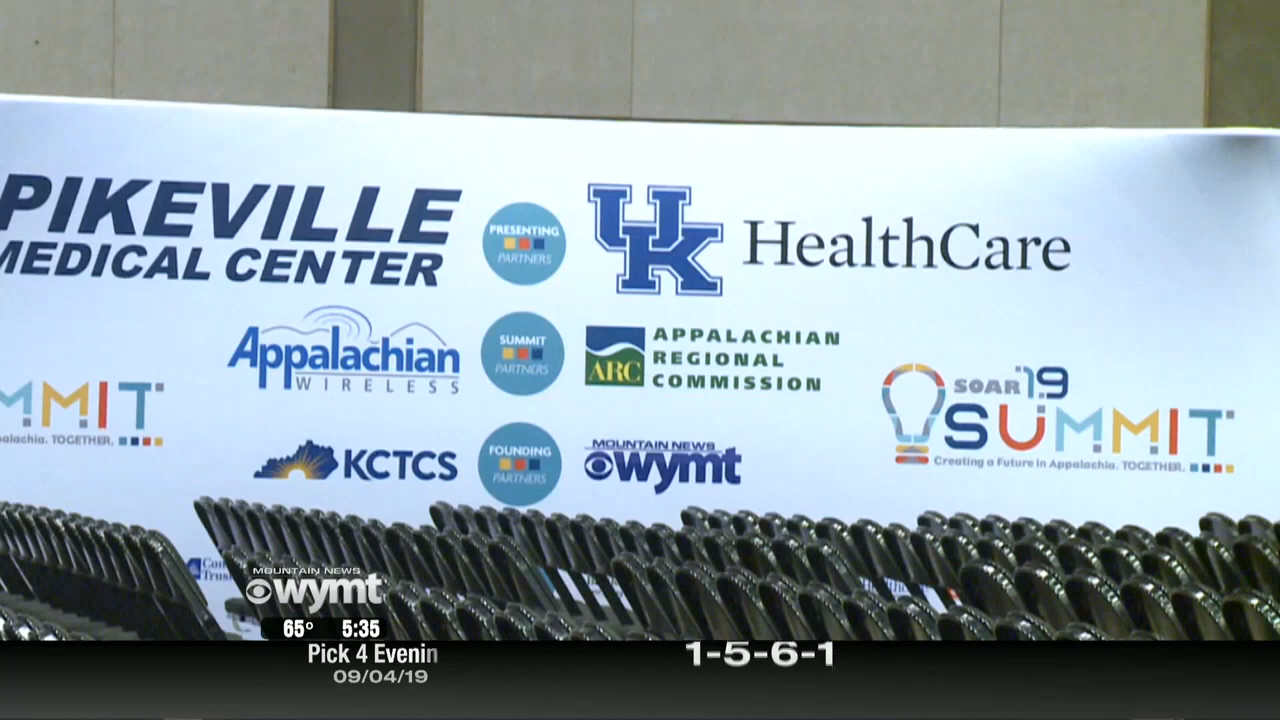 PIKEVILLE
MEDICAL CENTER
PRESENTING
PARTNERS
UK HealthCare
Appalachian
WIRELESS
SUMMIT
PARTNERS
ARC
APPALACHIAN
REGIONAL
COMMISSION
MMIT
palachia. TOGETHER.
SOAR'19
SUMMIT
Creating a Future in Appalachia. TOGETHER.
KCTCS
FOUNDING
PARTNERS
MOUNTAIN NEWS
wymt
MOUNTAIN NEWS
wymt
65° 5:35
Pick 4 Evenin
09/04/19
1-5-6-1